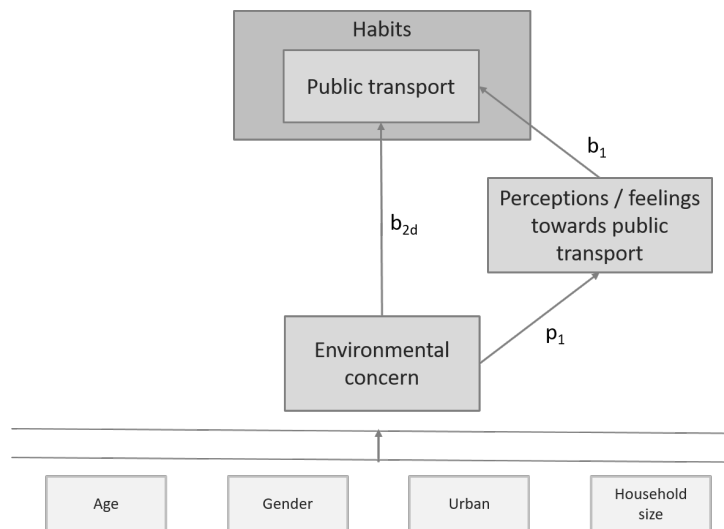 Habits
Public transport
b₁
Perceptions / feelings
towards public
transport
b₂d
p₁
Environmental
concern
Age
Gender
Urban
Household
size